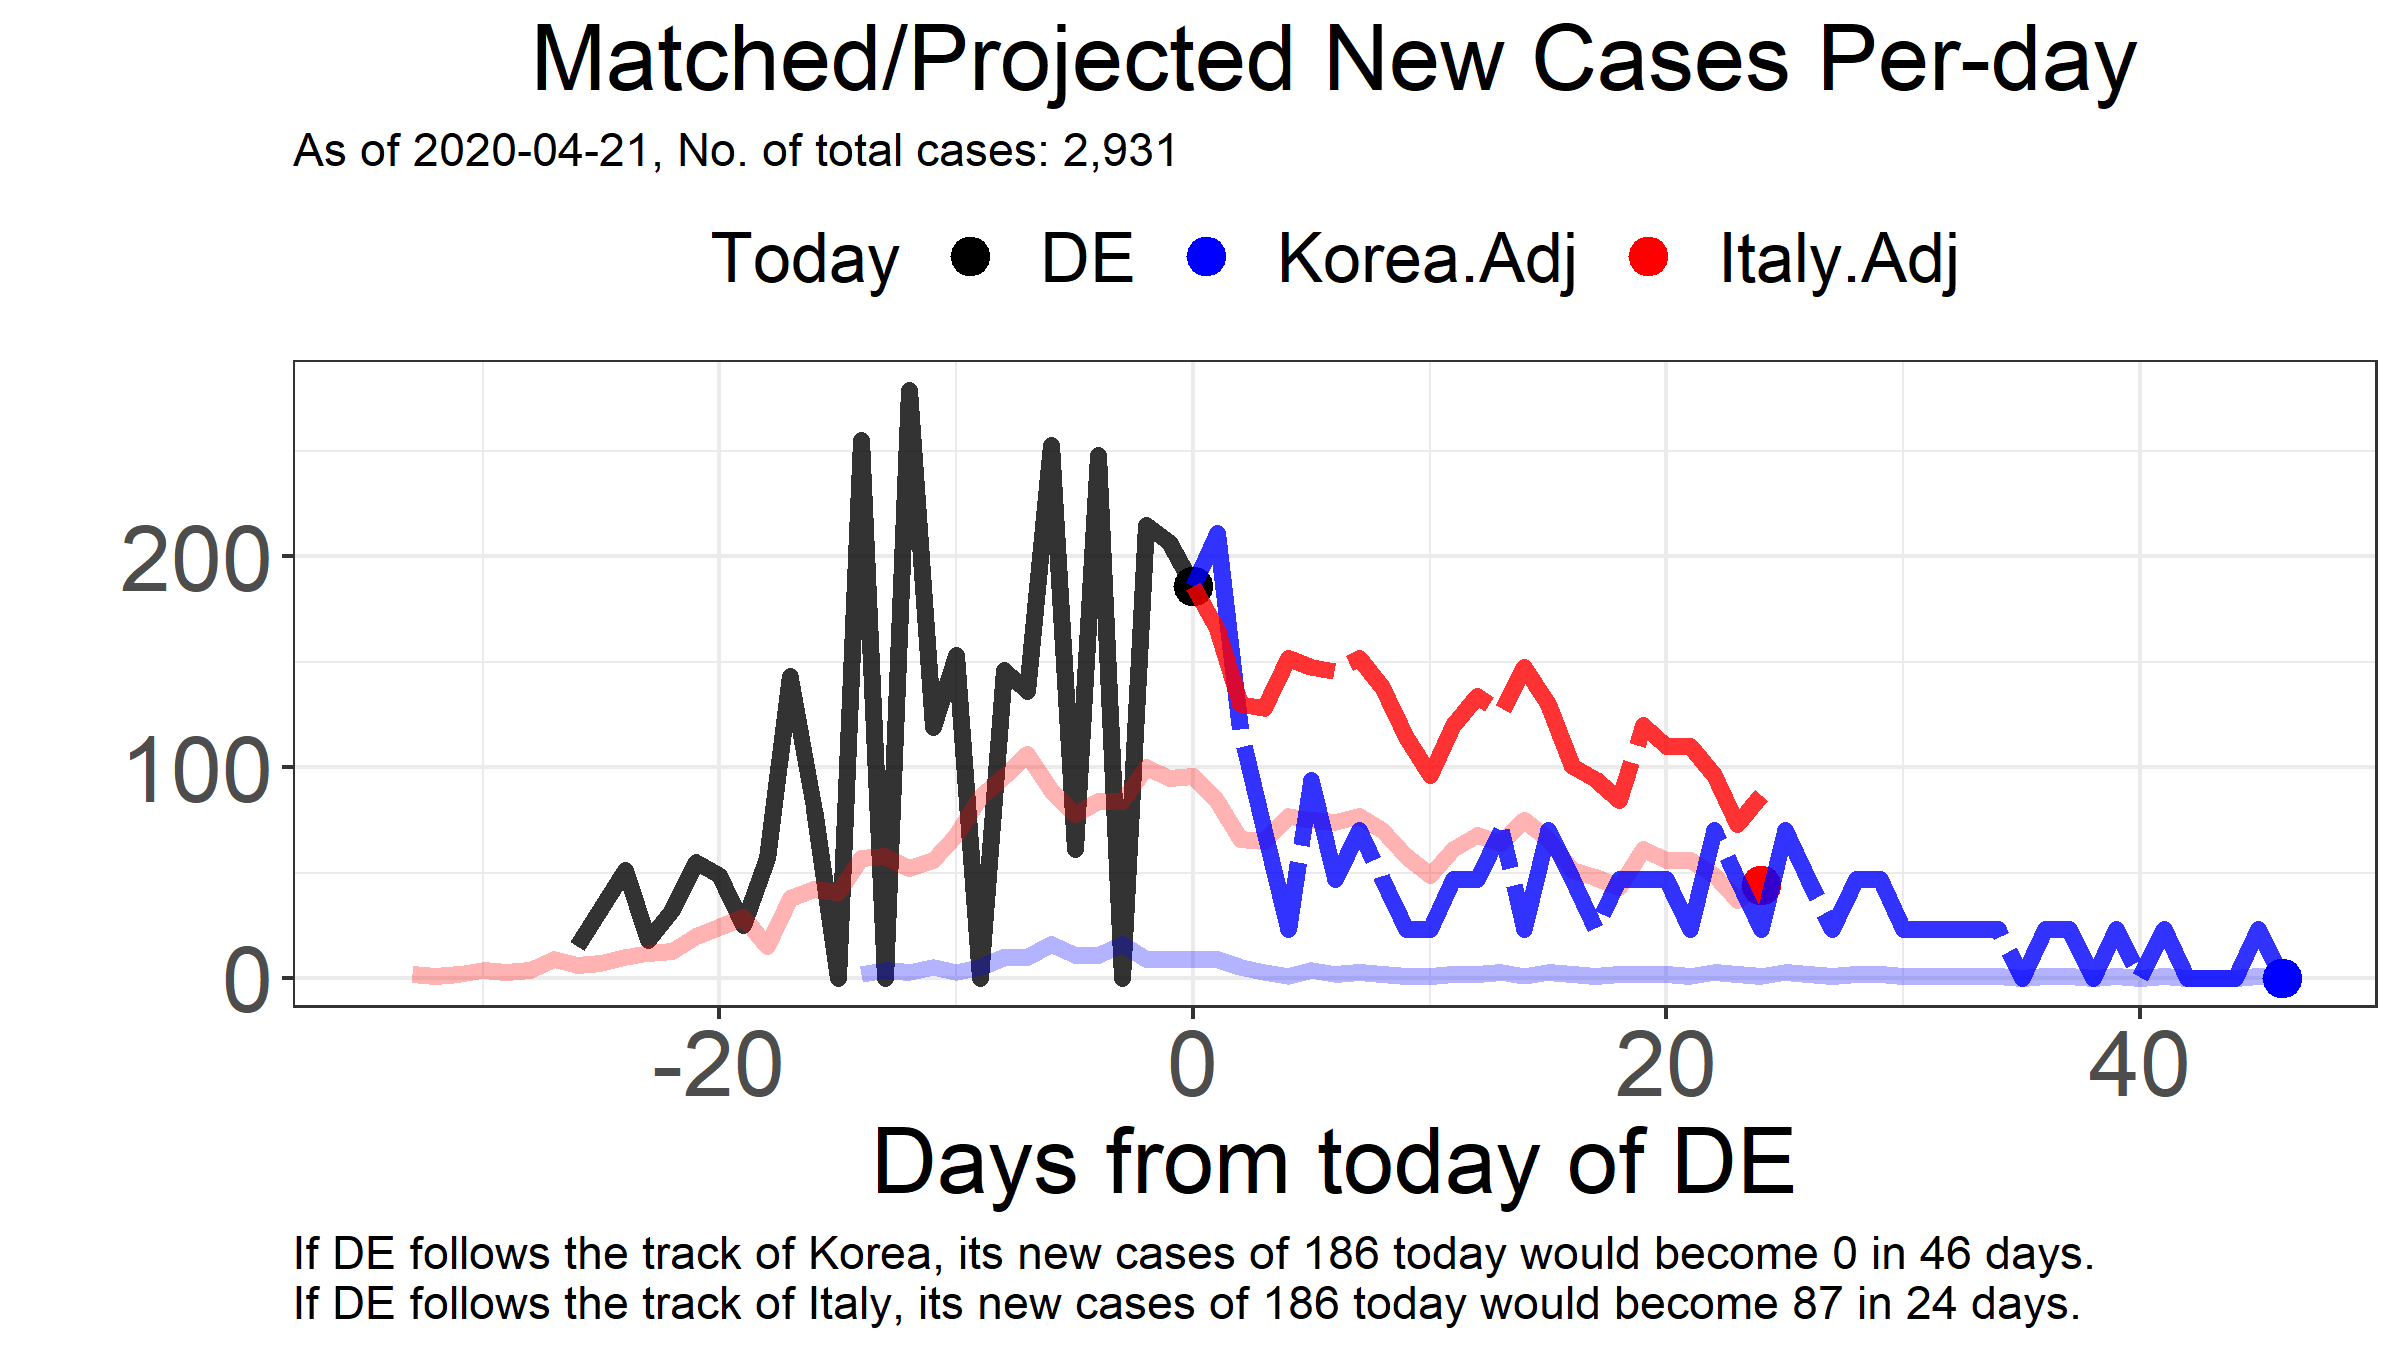 Matched/Projected New Cases Per-day
As of 2020-04-21, No. of total cases: 2,931
Today DE Korea.Adj Italy.Adj
200
100
0
-20 0 20 40
Days from today of DE
If DE follows the track of Korea, its new cases of 186 today would become 0 in 46 days.
If DE follows the track of Italy, its new cases of 186 today would become 87 in 24 days.